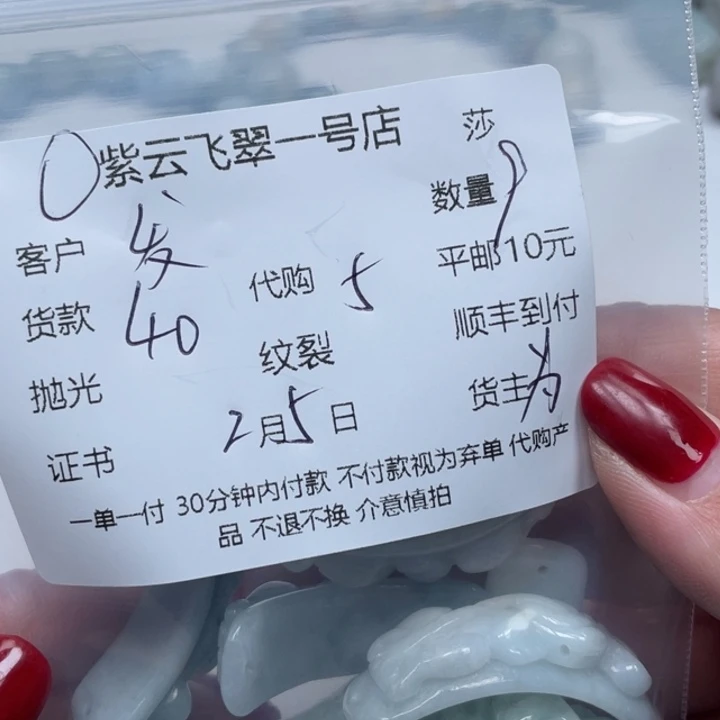 紫云飞翠一号店 莎
数量 9
客户 发 代购 5 平邮10元
货款 40 顺丰到付
纹裂
抛光 货主
2月5日
证书
一单一付 30分钟内付款 不付款视为弃单 代购产
品 不退不换 介意慎拍